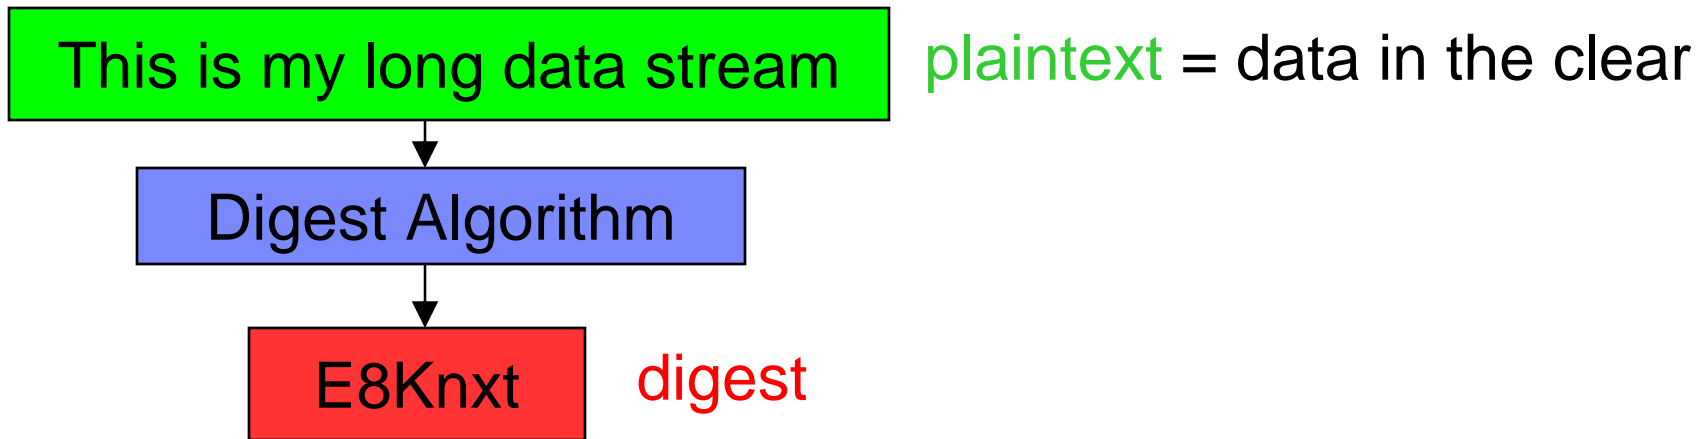 This is my long data stream
plaintext = data in the clear
Digest Algorithm
E8Knxt
digest